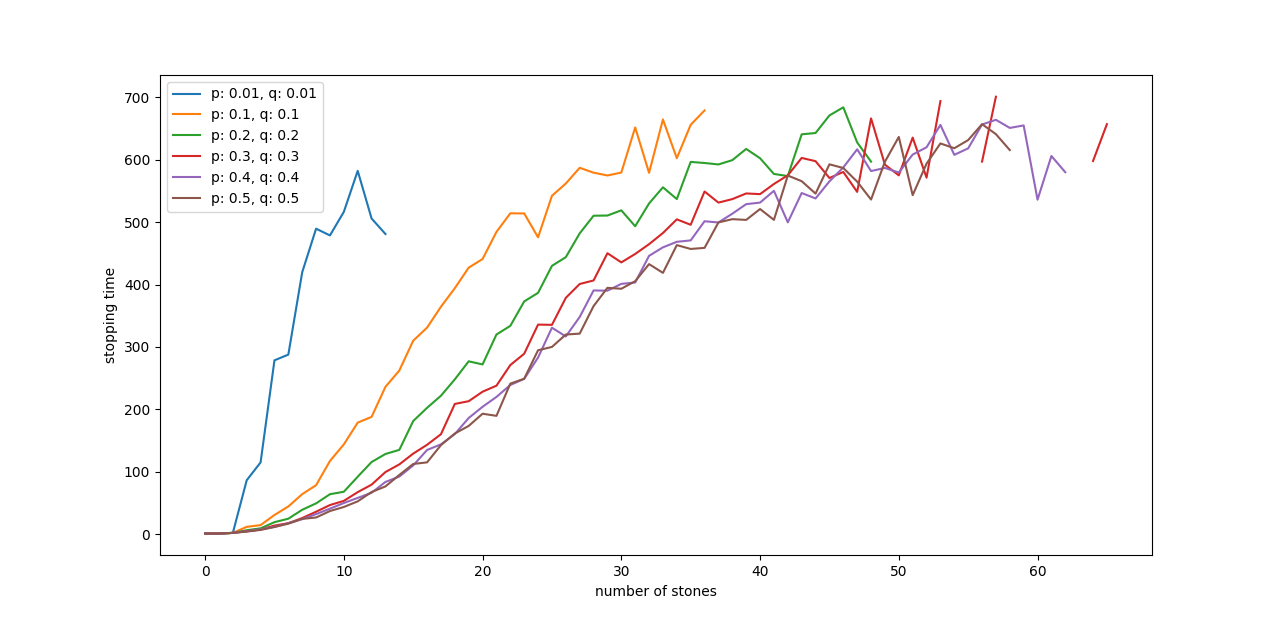 p: 0.01, q: 0.01
p: 0.1, q: 0.1
p: 0.2, q: 0.2
p: 0.3, q: 0.3
p: 0.4, q: 0.4
p: 0.5, q: 0.5
700
600
500
400
300
200
100
0
stopping time
0 10 20 30 40 50 60
number of stones